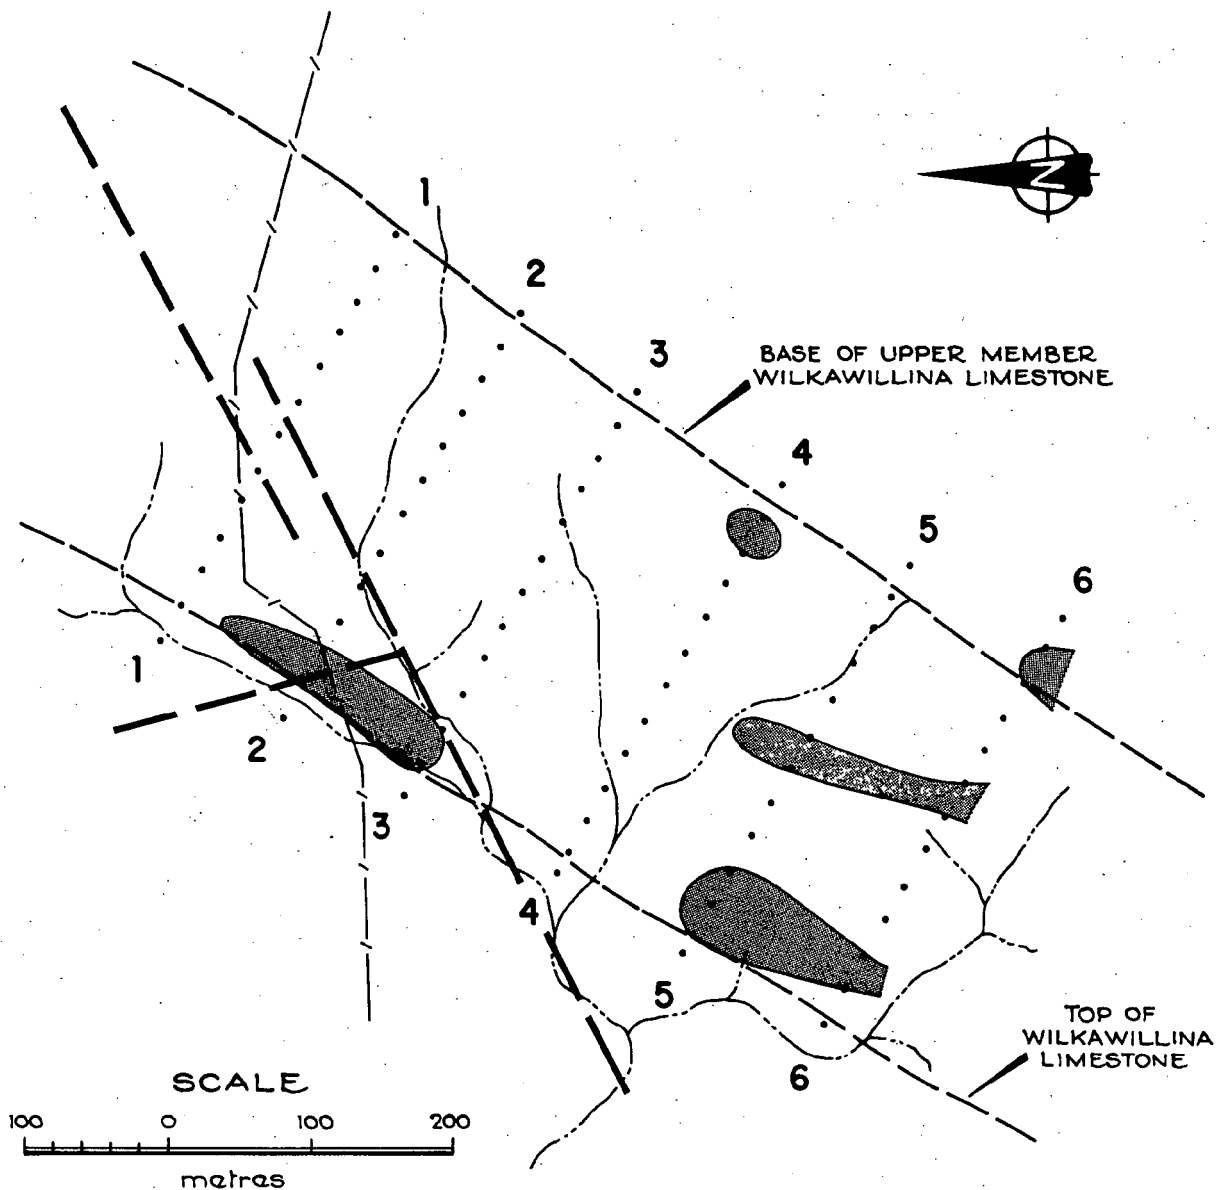 1
N
2
3
BASE OF UPPER MEMBER
WILKAWILLINA LIMESTONE
4
5
6
1
2
3
4
5
6
TOP OF
WILKAWILLINA
LIMESTONE
SCALE
100 0 100 200
metres